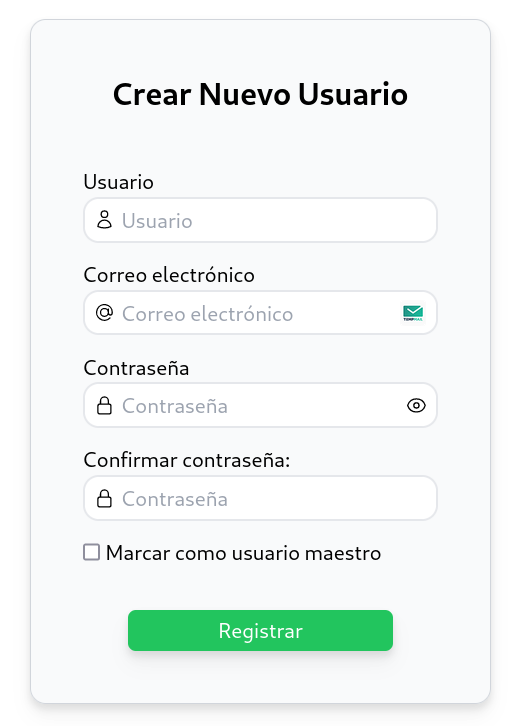 Crear Nuevo Usuario
Usuario
Usuario
Correo electrónico
Correo electrónico
Contraseña
Contraseña
Confirmar contraseña:
Contraseña
Marcar como usuario maestro
Registrar